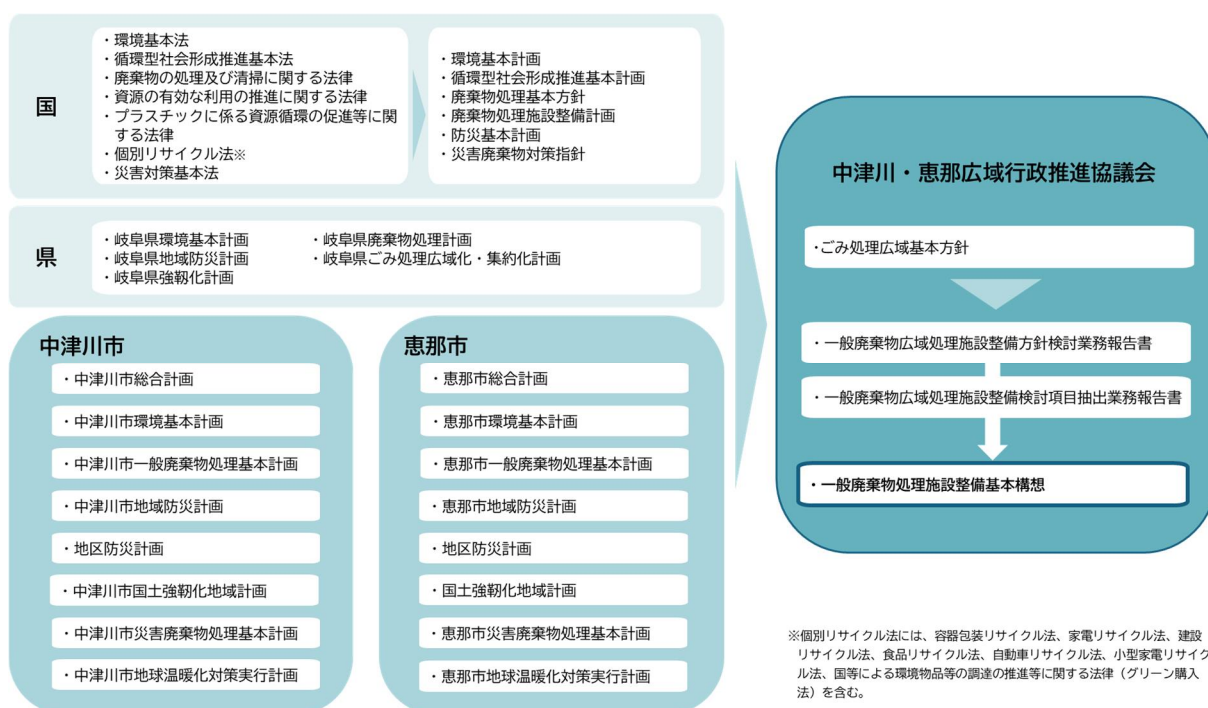 国
・環境基本法
・循環型社会形成推進基本法
・廃棄物の処理及び清掃に関する法律
・資源の有効な利用の推進に関する法律
・プラスチックに係る資源循環の促進等に関
する法律
・個別リサイクル法※
・災害対策基本法
・環境基本計画
・循環型社会形成推進基本計画
・廃棄物処理基本方針
・廃棄物処理施設整備計画
・防災基本計画
・災害廃棄物対策指針
県
・岐阜県環境基本計画
・岐阜県地域防災計画
・岐阜県強靱化計画
・岐阜県廃棄物処理計画
・岐阜県ごみ処理広域化・集約化計画
中津川市
・中津川市総合計画
・中津川市環境基本計画
・中津川市一般廃棄物処理基本計画
・中津川市地域防災計画
・地区防災計画
・中津川市国土強靭化地域計画
・中津川市災害廃棄物処理基本計画
・中津川市地球温暖化対策実行計画
恵那市
・恵那市総合計画
・恵那市環境基本計画
・恵那市一般廃棄物処理基本計画
・恵那市地域防災計画
・地区防災計画
・国土強靭化地域計画
・恵那市災害廃棄物処理基本計画
・恵那市地球温暖化対策実行計画
中津川・恵那広域行政推進協議会
・ごみ処理広域基本方針
・一般廃棄物広域処理施設整備方針検討業務報告書
・一般廃棄物広域処理施設整備検討項目抽出業務報告書
・一般廃棄物処理施設整備基本構想
※個別リサイクル法には、容器包装リサイクル法、家電リサイクル法、建設
リサイクル法、食品リサイクル法、自動車リサイクル法、小型家電リサイク
ル法、国等による環境物品等の調達の推進等に関する法律（グリーン購入
法）を含む。